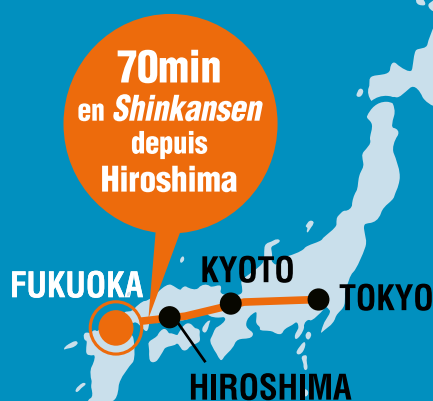 70min
en Shinkansen
depuis
Hiroshima
KYOTO
FUKUOKA
TOKYO
HIROSHIMA